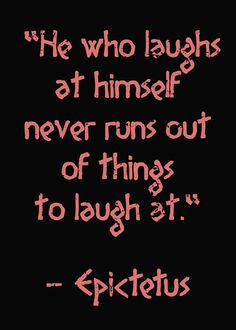 "He who laughs
at himself
never runs out
of things
to laugh at."
-- Epictetus